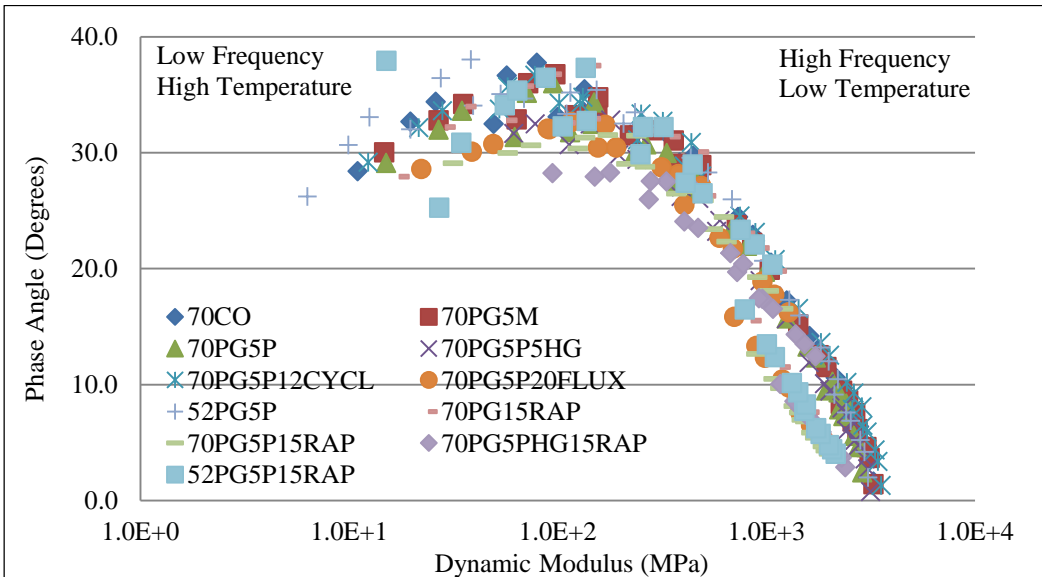 40.0
Low Frequency
High Temperature
High Frequency
Low Temperature
30.0
20.0
10.0
0.0
Phase Angle (Degrees)
70CO
70PG5M
70PG5P
70PG5P5HG
70PG5P12CYCL
70PG5P20FLUX
52PG5P
70PG15RAP
70PG5P15RAP
70PG5PHG15RAP
52PG5P15RAP
1.0E+0
1.0E+1
1.0E+2
1.0E+3
1.0E+4
Dynamic Modulus (MPa)